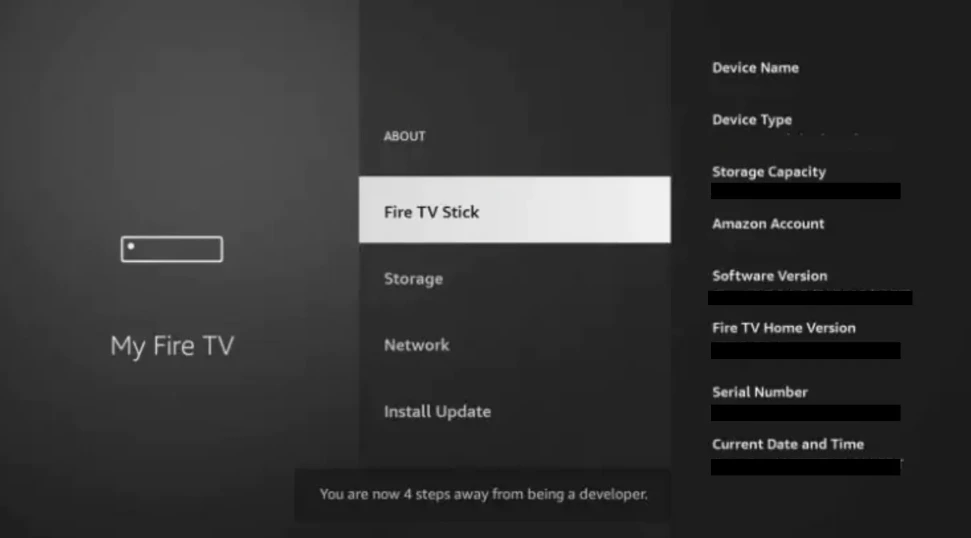 My Fire TV
ABOUT
Fire TV Stick
Storage
Network
Install Update
You are now 4 steps away from being a developer.
Device Name
Device Type
Storage Capacity
Amazon Account
Software Version
Fire TV Home Version
Serial Number
Current Date and Time